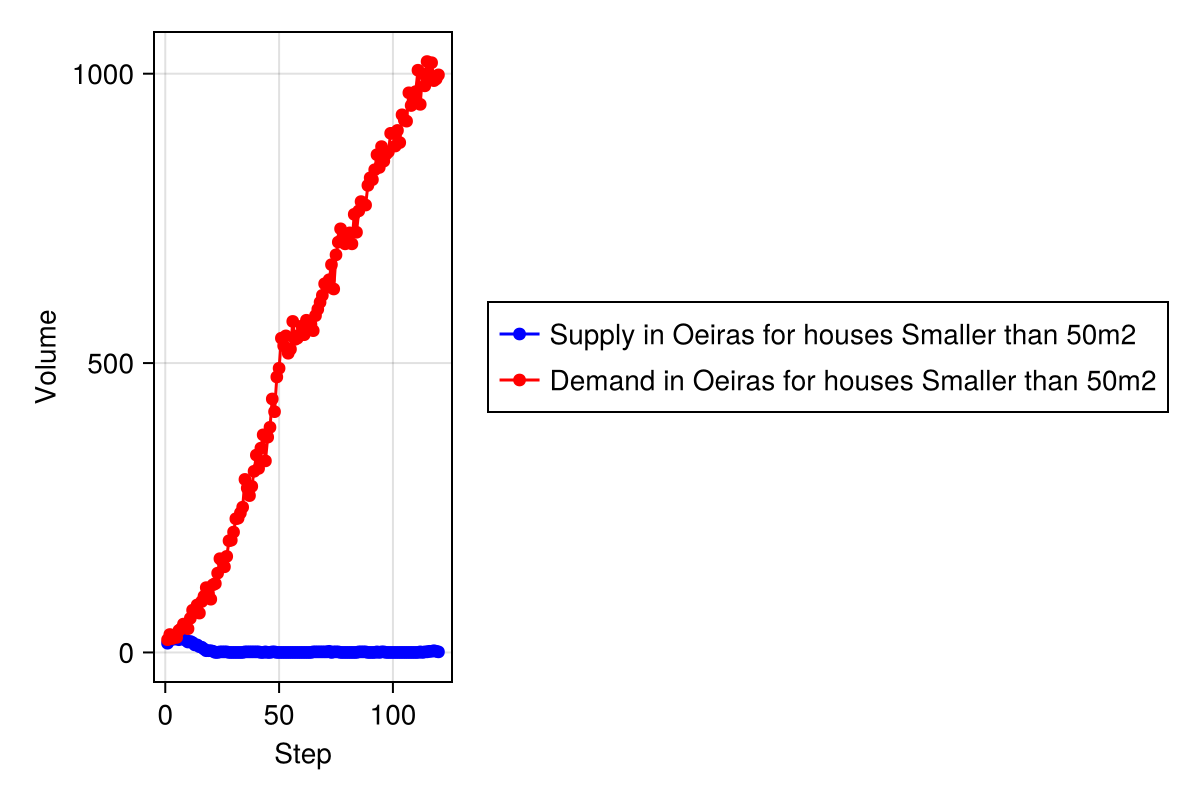 1000
500
0
Volume
0 50 100
Step
Supply in Oeiras for houses Smaller than 50m2
Demand in Oeiras for houses Smaller than 50m2